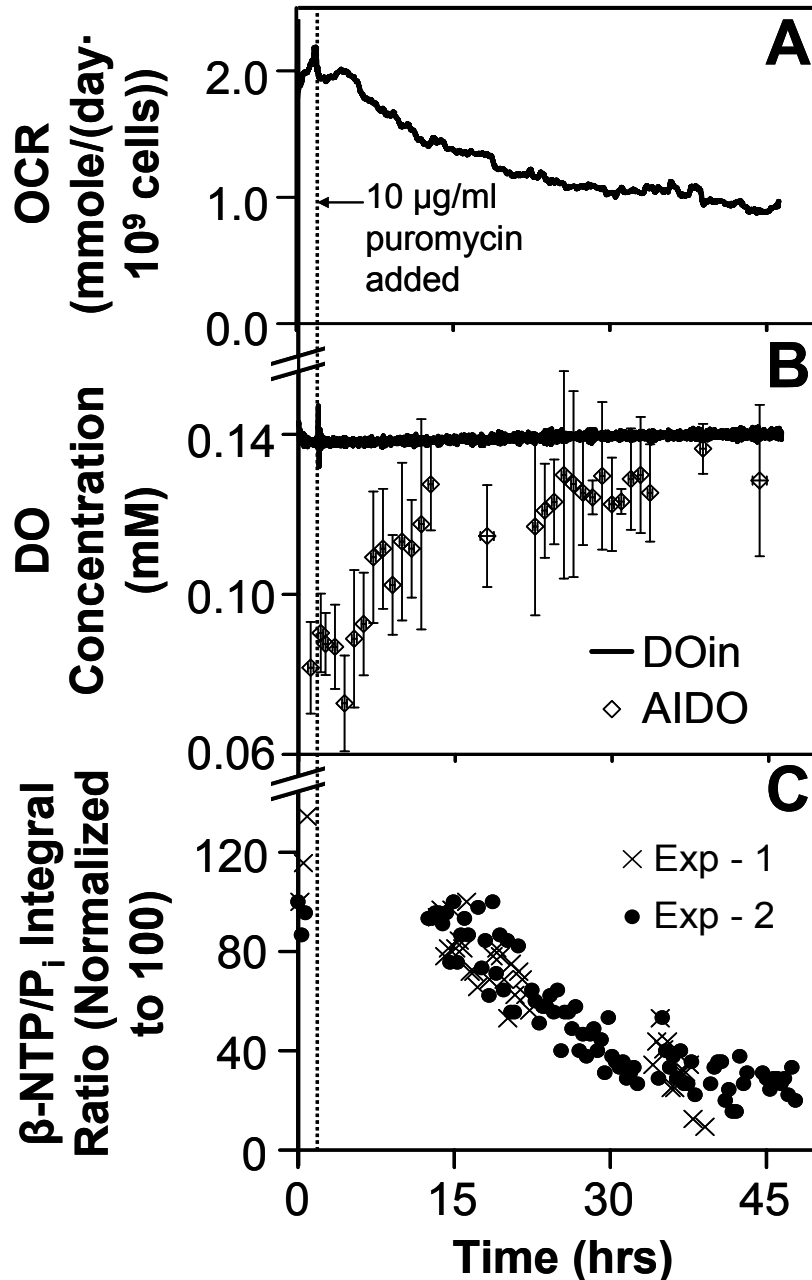 A
OCR
(mmole/(day·
10⁹ cells))
2.0
1.0
0.0
10 µg/ml
puromycin
added
B
DO
Concentration
(mM)
0.14
0.10
0.06
DOin
AIDO
C
β-NTP/Pᵢ Integral
Ratio (Normalized
to 100)
120
80
40
0
Exp - 1
Exp - 2
0 15 30 45
Time (hrs)